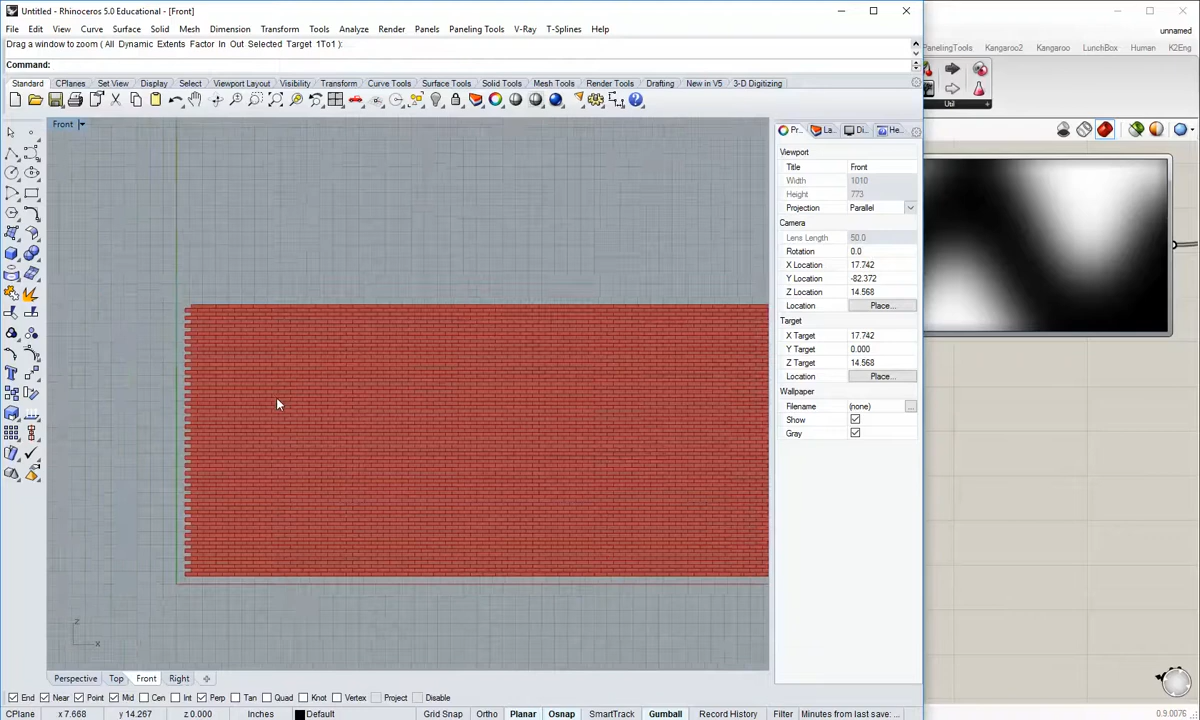 Untitled - Rhinoceros 5.0 Educational - [Front]
unnamed
File Edit View Curve Surface Solid Mesh Dimension Transform Tools Analyze Render Panels Paneling Tools V-Ray T-Splines Help
Drag a window to zoom ( All Dynamic Extents Factor In Out Selected Target 1To1 ):
PanelingTools Kangaroo2 Kangaroo LunchBox Human K2Eng
Command:
Standard CPlanes Set View Display Select Viewport Layout Visibility Transform Curve Tools Surface Tools Solid Tools Mesh Tools Render Tools Drafting New in V5 3-D Digitizing
Util
Front
Pr... La... Di... He...
Viewport
Title Front
Width 1010
Height 773
Projection Parallel
Camera
Lens Length 50.0
Rotation 0.0
X Location 17.742
Y Location -82.372
Z Location 14.568
Location Place...
Target
X Target 17.742
Y Target 0.000
Z Target 14.568
Location Place...
Wallpaper
Filename (none) ...
Show
Gray
z
x
Perspective Top Front Right
End Near Point Mid Cen Int Perp Tan Quad Knot Vertex Project Disable
CPlane x 7.668 y 14.267 z 0.000 Inches Default Grid Snap Ortho Planar Osnap SmartTrack Gumball Record History Filter Minutes from last save: ...
0.9.0076